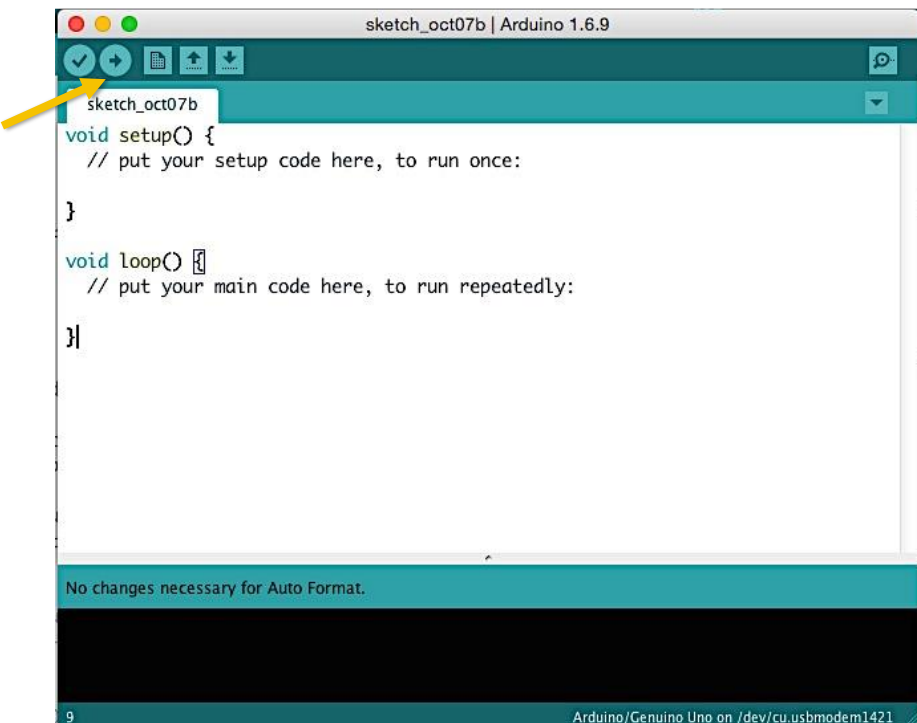 sketch_oct07b | Arduino 1.6.9
sketch_oct07b
void setup() {
  // put your setup code here, to run once:
}
void loop() {
  // put your main code here, to run repeatedly:
}
No changes necessary for Auto Format.
9
Arduino/Genuino Uno on /dev/cu.usbmodem1421